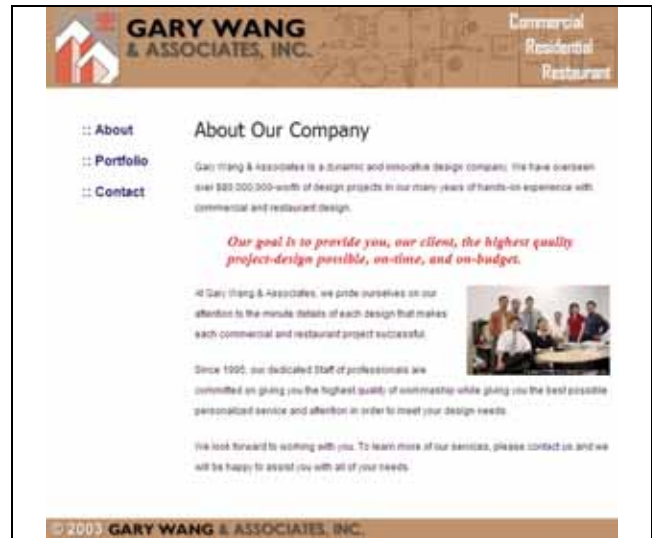 GARY WANG
& ASSOCIATES, INC.
Commercial
Residential
Restaurant
:: About
:: Portfolio
:: Contact
About Our Company
Gary Wang & Associates is a dynamic and innovative design company. We have overseen
over $80,000,000-worth of design projects in our many years of hands-on experience with
commercial and restaurant design.
Our goal is to provide you, our client, the highest quality
project-design possible, on-time, and on-budget.
At Gary Wang & Associates, we pride ourselves on our
attention to the minute details of each design that makes
each commercial and restaurant project successful.
Since 1995, our dedicated Staff of professionals are
committed on giving you the highest quality of workmaship while giving you the best possible
personalized service and attention in order to meet your design needs.
We look forward to working with you. To learn more of our services, please contact us and we
will be happy to assist you with all of your needs.
© 2003 GARY WANG & ASSOCIATES, INC.